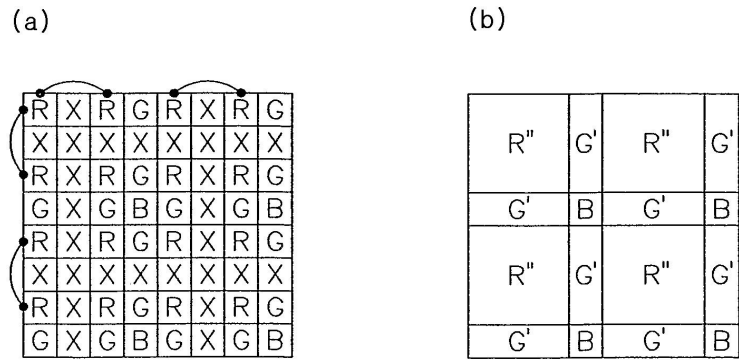 (a)
(b)
R X R G R X R G
X X X X X X X X
R X R G R X R G
G X G B G X G B
R X R G R X R G
X X X X X X X X
R X R G R X R G
G X G B G X G B
R" G' R" G'
G' B G' B
R" G' R" G'
G' B G' B